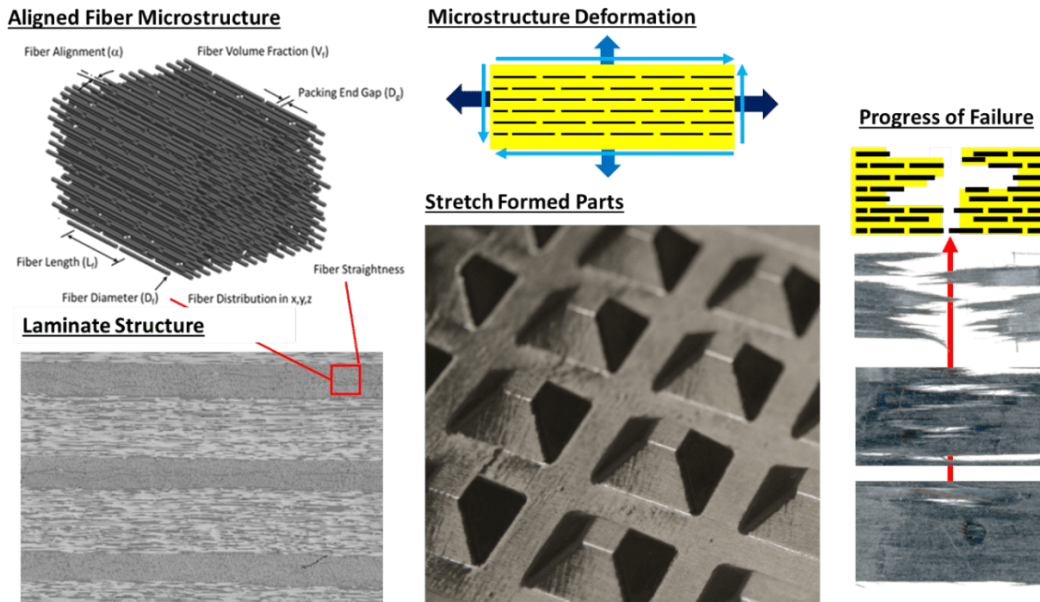 Aligned Fiber Microstructure
Fiber Alignment (α)
Fiber Volume Fraction (Vf)
Packing End Gap (Dg)
Fiber Length (Lf)
Fiber Diameter (Df)
Fiber Distribution in x,y,z
Fiber Straightness
Laminate Structure
Microstructure Deformation
Stretch Formed Parts
Progress of Failure